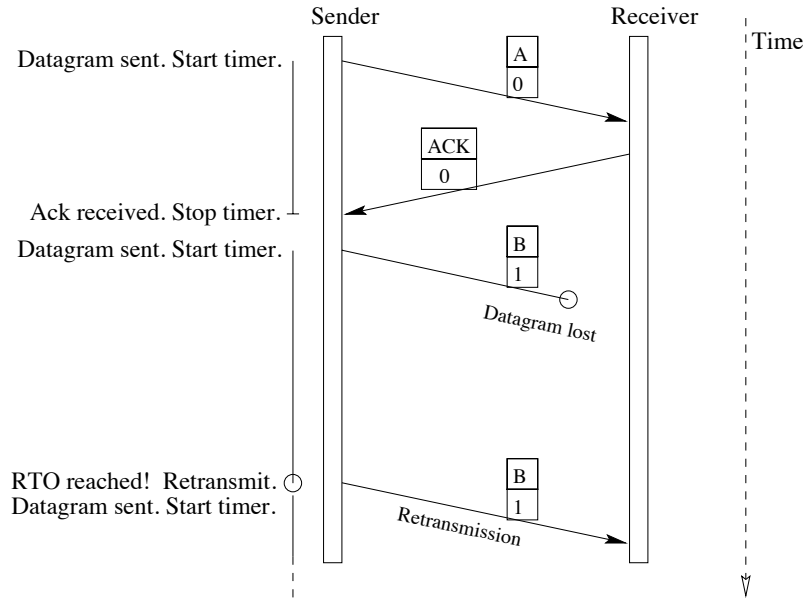 Sender
Receiver
Time
Datagram sent. Start timer.
A
0
ACK
0
Ack received. Stop timer.
Datagram sent. Start timer.
B
1
Datagram lost
RTO reached! Retransmit.
Datagram sent. Start timer.
B
1
Retransmission